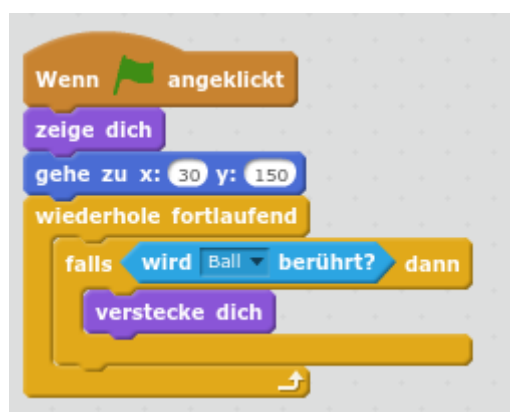 Wenn angeklickt
zeige dich
gehe zu x: 30 y: 150
wiederhole fortlaufend
falls wird Ball berührt? dann
verstecke dich